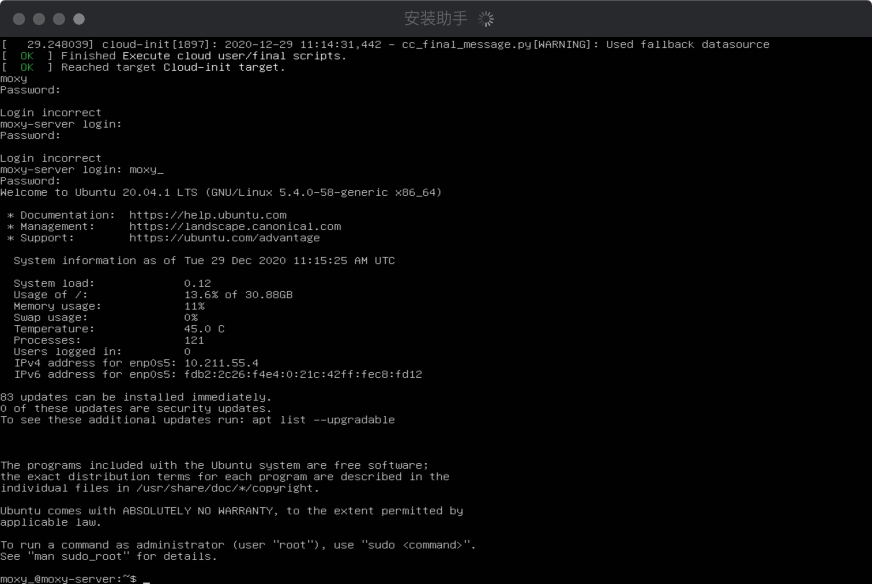 安装助手
[   29.248039] cloud-init[1897]: 2020-12-29 11:14:31,442 - cc_final_message.py[WARNING]: Used fallback datasource
[  OK  ] Finished Execute cloud user/final scripts.
[  OK  ] Reached target Cloud-init target.
moxy
Password:
Login incorrect
moxy-server login:
Password:
Login incorrect
moxy-server login: moxy_
Password:
Welcome to Ubuntu 20.04.1 LTS (GNU/Linux 5.4.0-58-generic x86_64)
* Documentation:  https://help.ubuntu.com
* Management:     https://landscape.canonical.com
* Support:        https://ubuntu.com/advantage
System information as of Tue 29 Dec 2020 11:15:25 AM UTC
System load:             0.12
Usage of /:              13.6% of 30.88GB
Memory usage:            11%
Swap usage:              0%
Temperature:             45.0 C
Processes:               121
Users logged in:         0
IPv4 address for enp0s5: 10.211.55.4
IPv6 address for enp0s5: fdb2:2c26:f4e4:0:21c:42ff:fec8:fd12
83 updates can be installed immediately.
0 of these updates are security updates.
To see these additional updates run: apt list --upgradable
The programs included with the Ubuntu system are free software;
the exact distribution terms for each program are described in the
individual files in /usr/share/doc/*/copyright.
Ubuntu comes with ABSOLUTELY NO WARRANTY, to the extent permitted by
applicable law.
To run a command as administrator (user "root"), use "sudo <command>".
See "man sudo_root" for details.
moxy_@moxy-server:~$ _